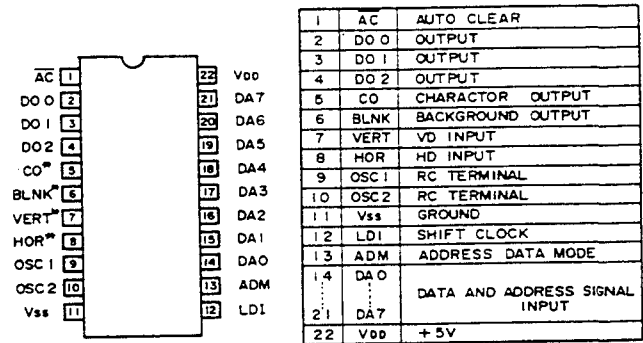 A̅C̅ 1 22 VDD
DO 0 2 21 DA7
DO 1 3 20 DA6
DO 2 4 19 DA5
CO* 5 18 DA4
BLNK* 6 17 DA3
VERT* 7 16 DA2
HOR* 8 15 DA1
OSC 1 9 14 DA0
OSC 2 10 13 ADM
Vss 11 12 LDI
1 A̅C̅ AUTO CLEAR
2 DO 0 OUTPUT
3 DO 1 OUTPUT
4 DO 2 OUTPUT
5 CO CHARACTOR OUTPUT
6 BLNK BACKGROUND OUTPUT
7 VERT VD INPUT
8 HOR HD INPUT
9 OSC 1 RC TERMINAL
10 OSC 2 RC TERMINAL
11 Vss GROUND
12 LDI SHIFT CLOCK
13 ADM ADDRESS DATA MODE
14 DA0
DATA AND ADDRESS SIGNAL
INPUT
21 DA7
22 VDD +5V